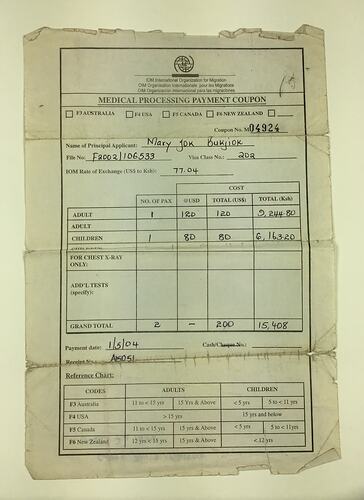 IOM International Organization for Migration
OIM Organisation Internationale pour les Migrations
OIM Organización Internacional para las migraciones
MEDICAL PROCESSING PAYMENT COUPON
F3 AUSTRALIA F4 USA F5 CANADA F6 NEW ZEALAND
Coupon No. M 04924
Name of Principal Applicant: Mary Jok Bukjiok
File No F2002/106533 Visa Class No.: 202
IOM Rate of Exchange (US$ to Ksh): 77.04
COST
NO. OF PAX @USD TOTAL (US$) TOTAL (Ksh)
ADULT 1 120 120 9,244.80
ADULT
CHILDREN 1 80 80 6,163.20
FOR CHEST X-RAY
ONLY:
ADD'L TESTS
(specify):
GRAND TOTAL 2 - 200 15,408
Payment date: 1/5/04 Cash/Cheque No.:
Receipt No. A15051
Reference Chart:
CODES ADULTS CHILDREN
F3 Australia 11 to < 15 yrs 15 Yrs & Above < 5 yrs 5 to < 11 yrs
F4 USA > 15 yrs 15 yrs and below
F5 Canada 11 to < 15 yrs 15 yrs & Above < 5 yrs 5 to < 11yrs
F6 New Zealand 12 yrs < 15 yrs 15 yrs & Above < 12 yrs